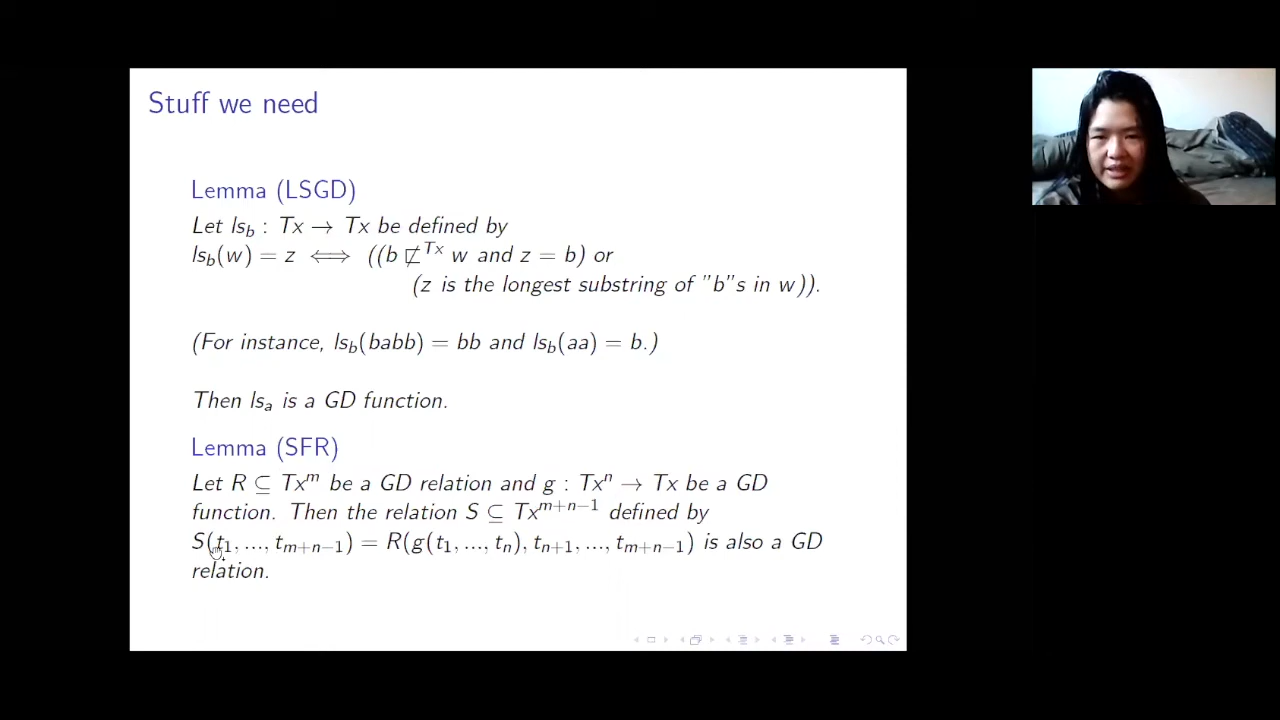 Stuff we need
Lemma (LSGD)
Let ls_b : Tx → Tx be defined by
ls_b(w) = z ⟺ ((b ⋢^Tx w and z = b) or
(z is the longest substring of "b"s in w)).
(For instance, ls_b(babb) = bb and ls_b(aa) = b.)
Then ls_a is a GD function.
Lemma (SFR)
Let R ⊆ Tx^m be a GD relation and g : Tx^n → Tx be a GD
function. Then the relation S ⊆ Tx^{m+n−1} defined by
S(t_1, ..., t_{m+n−1}) = R(g(t_1, ..., t_n), t_{n+1}, ..., t_{m+n−1}) is also a GD
relation.